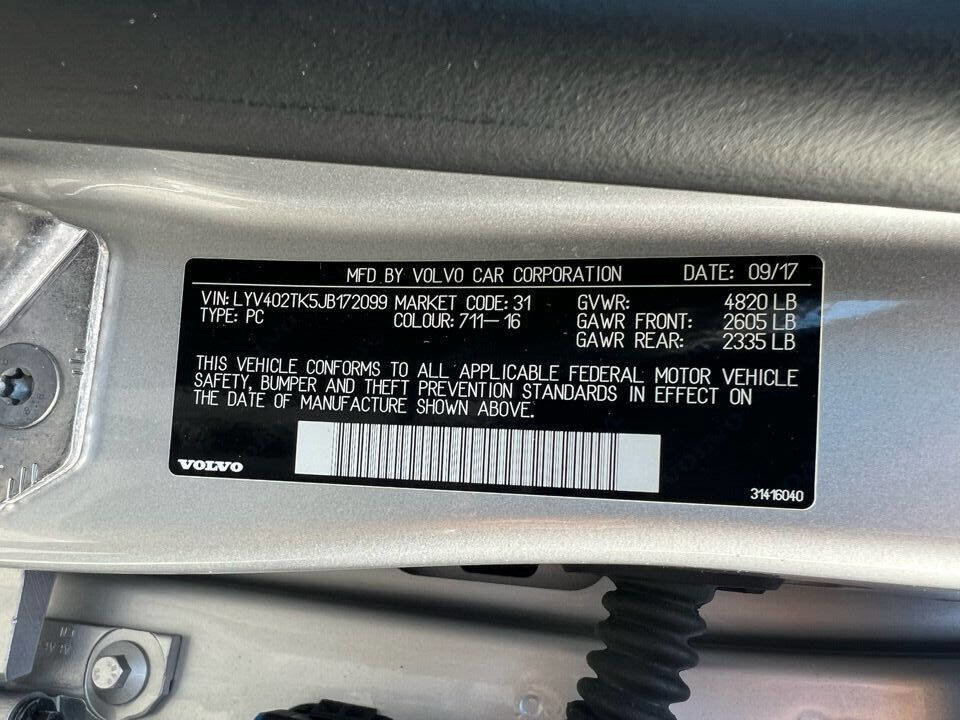 MFD BY VOLVO CAR CORPORATION DATE: 09/17
VIN: LYV402TK5JB172099 MARKET CODE: 31 GVWR: 4820 LB
TYPE: PC COLOUR: 711-16 GAWR FRONT: 2605 LB
GAWR REAR: 2335 LB
THIS VEHICLE CONFORMS TO ALL APPLICABLE FEDERAL MOTOR VEHICLE
SAFETY, BUMPER AND THEFT PREVENTION STANDARDS IN EFFECT ON
THE DATE OF MANUFACTURE SHOWN ABOVE.
VOLVO
31416040